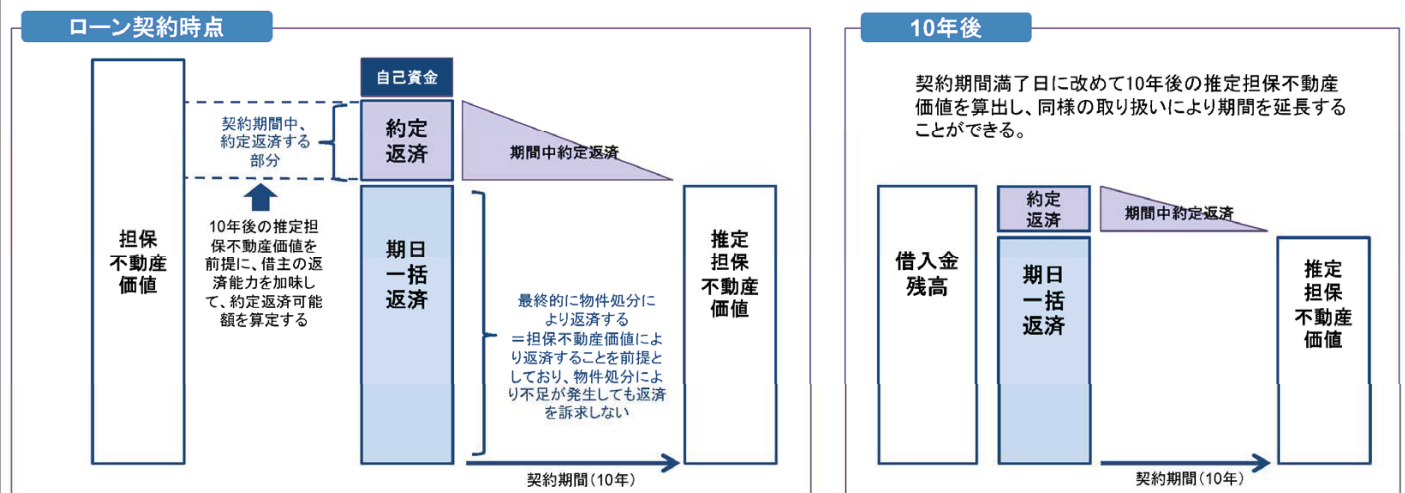 ローン契約時点
自己資金
契約期間中、
約定返済する
部分
約定
返済
期間中約定返済
担保
不動産
価値
10年後の推定担
保不動産価値を
前提に、借主の返
済能力を加味し
て、約定返済可能
額を算定する
期日
一括
返済
最終的に物件処分に
より返済する
＝担保不動産価値によ
り返済することを前提と
しており、物件処分によ
り不足が発生しても返済
を訴求しない
推定
担保
不動産
価値
契約期間(10年)
10年後
契約期間満了日に改めて10年後の推定担保不動産
価値を算出し、同様の取り扱いにより期間を延長する
ことができる。
借入金
残高
約定
返済
期間中約定返済
期日
一括
返済
推定
担保
不動産
価値
契約期間(10年)